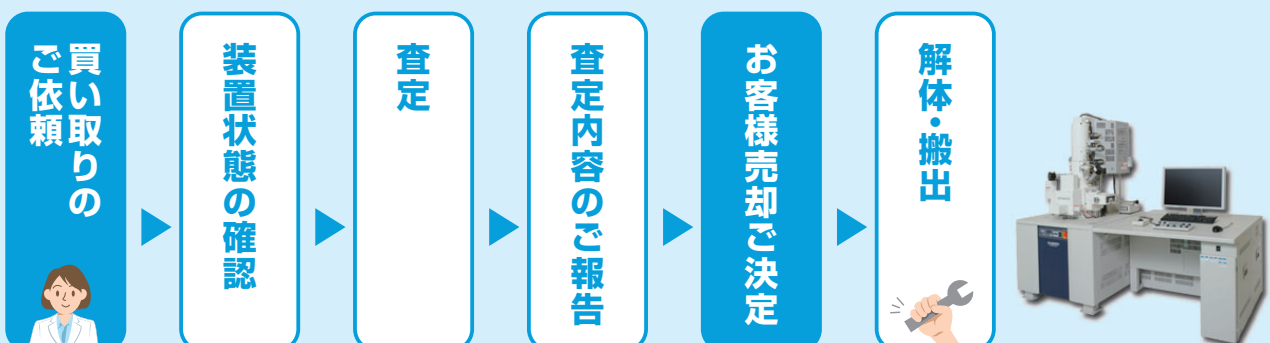 買い取りの
ご依頼
装置状態の確認
査定
査定内容のご報告
お客様売却ご決定
解体・搬出